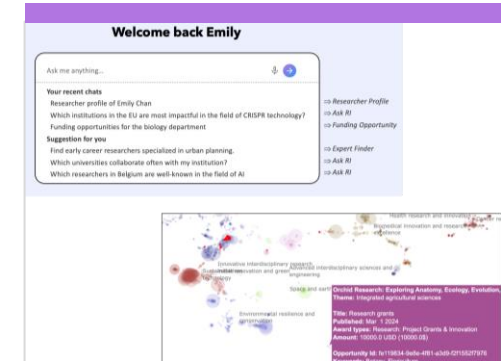 Welcome back Emily
Ask me anything...
Your recent chats
Researcher profile of Emily Chan
⇒ Researcher Profile
Which institutions in the EU are most impactful in the field of CRISPR technology?
⇒ Ask RI
Funding opportunities for the biology department
⇒ Funding Opportunity
Suggestion for you
Find early career researchers specialized in urban planning.
⇒ Expert Finder
Which universities collaborate often with my institution?
⇒ Ask RI
Which researchers in Belgium are well-known in the field of AI
⇒ Ask RI
Health research and innovation
Biomedical innovation and research
excellence
Innovative interdisciplinary research
innovation and green
Advanced interdisciplinary sciences and
engineering
Space and earth
Environmental resilience and
conservation
Orchid Research: Exploring Anatomy, Ecology, Evolution,
Theme: Integrated agricultural sciences
Title: Research grants
Published: Mar 1 2024
Award types: Research: Project Grants & Innovation
Amount: 10000.0 USD (10000.0$)
Opportunity Id: